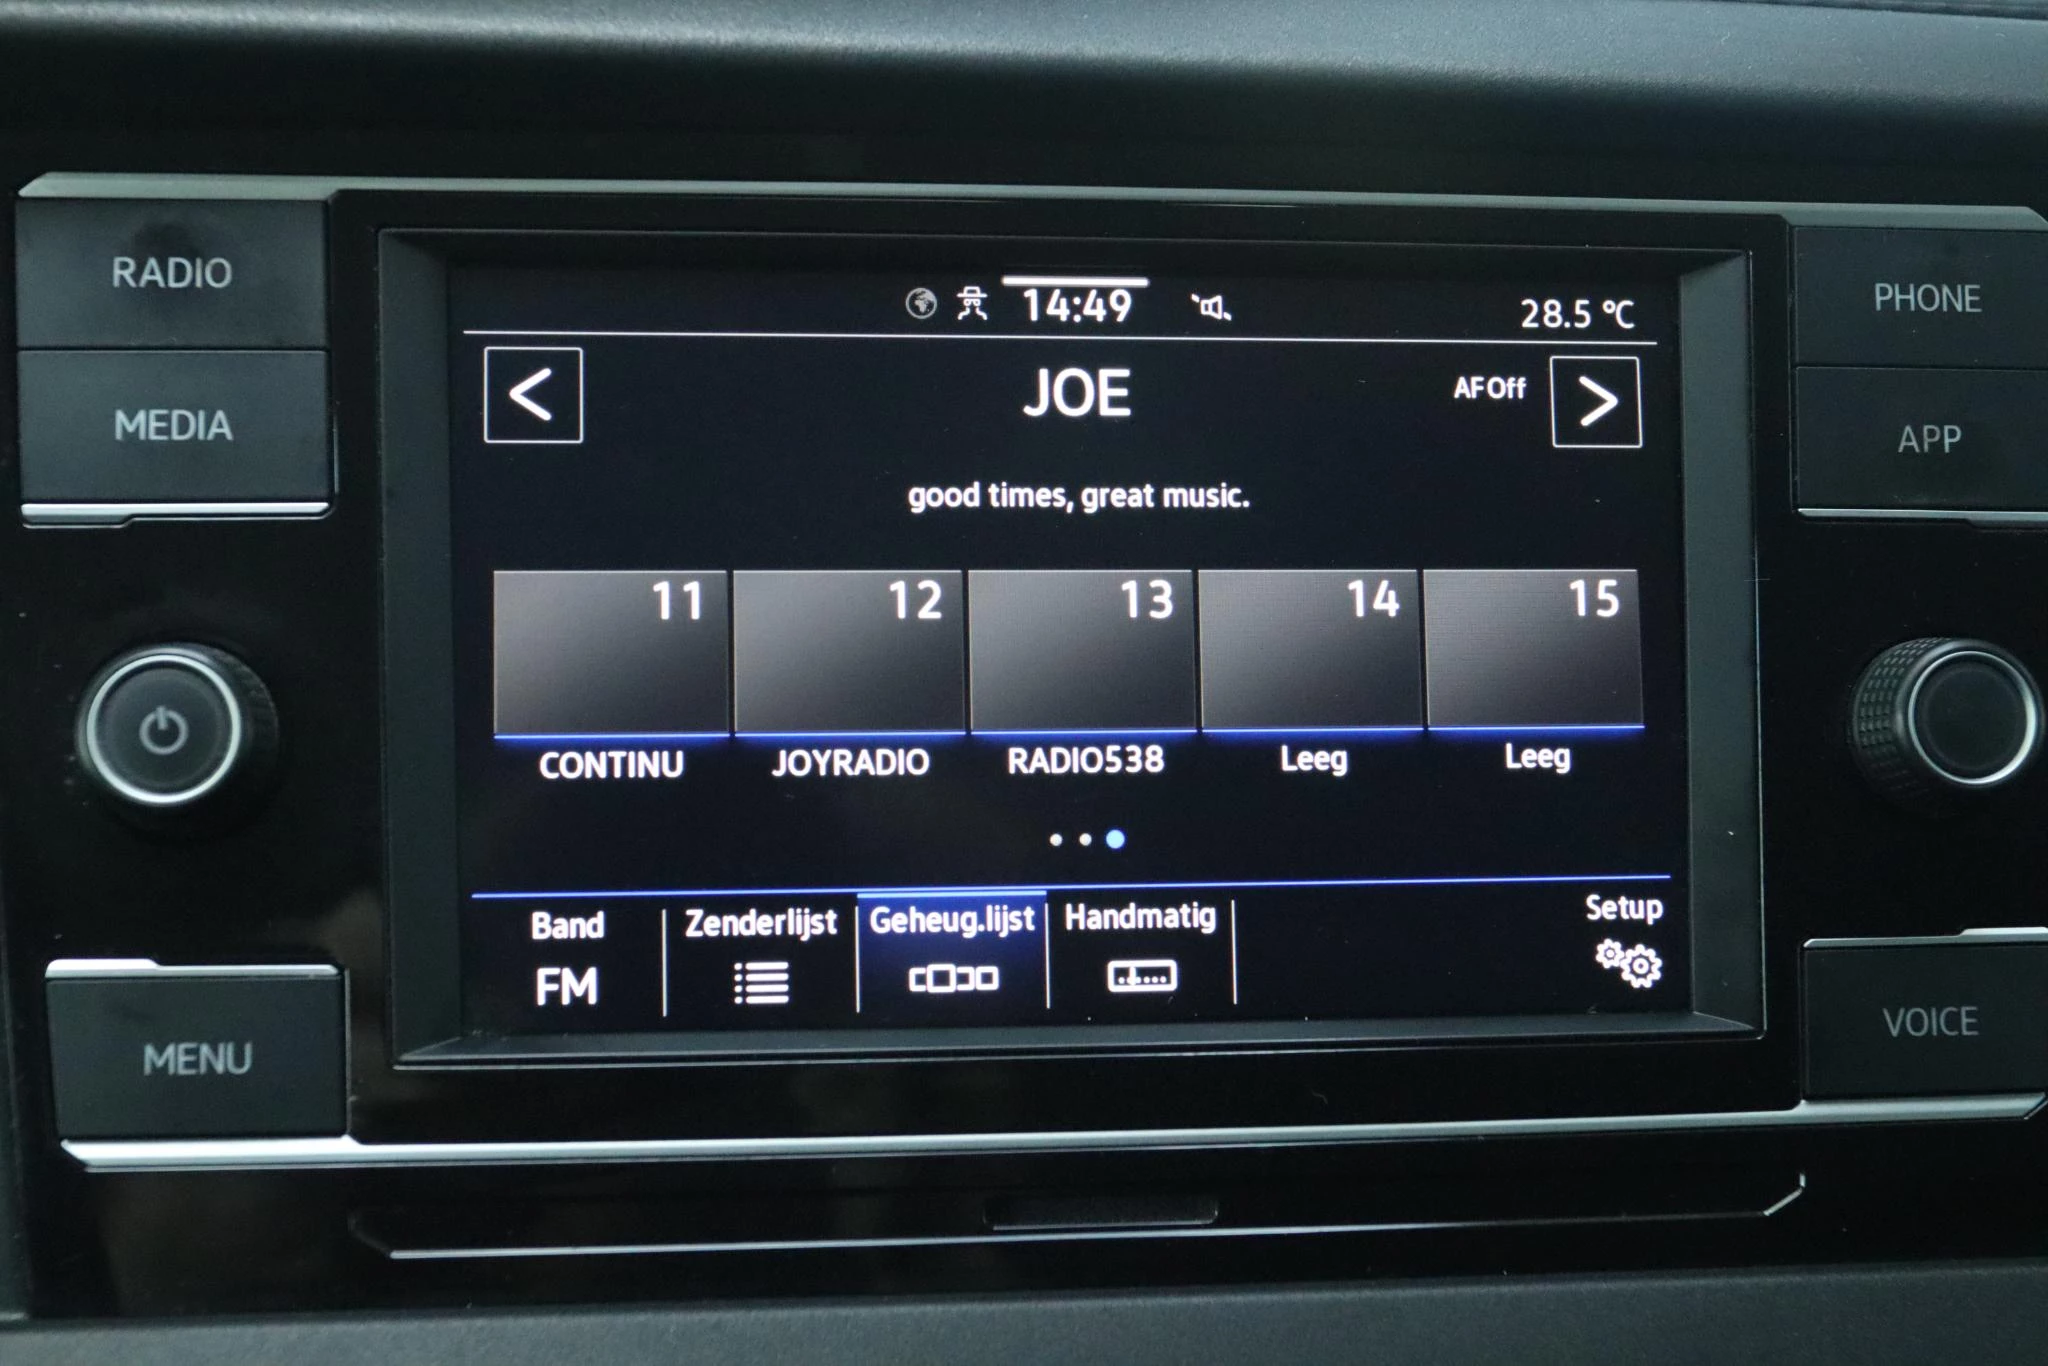 RADIO
MEDIA
MENU
14:49
28.5 °C
JOE
AF Off
good times, great music.
11
12
13
14
15
CONTINU
JOYRADIO
RADIO538
Leeg
Leeg
Band
FM
Zenderlijst
Geheug.lijst
Handmatig
Setup
PHONE
APP
VOICE